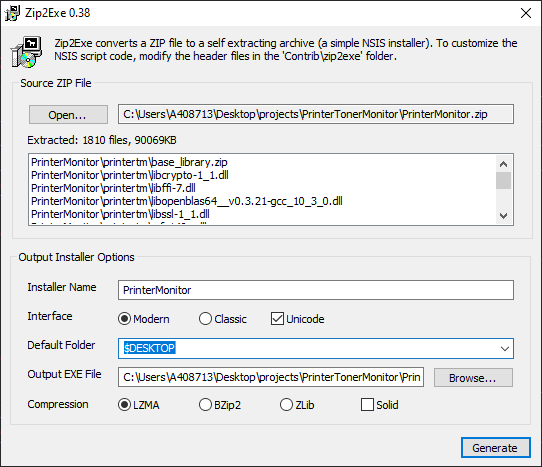 Zip2Exe 0.38
Zip2Exe converts a ZIP file to a self extracting archive (a simple NSIS installer). To customize the
NSIS script code, modify the header files in the 'Contrib\zip2exe' folder.
Source ZIP File
Open... C:\Users\A408713\Desktop\projects\PrinterTonerMonitor\PrinterMonitor.zip
Extracted: 1810 files, 90069KB
PrinterMonitor\printertm\base_library.zip
PrinterMonitor\printertm\libcrypto-1_1.dll
PrinterMonitor\printertm\libffi-7.dll
PrinterMonitor\printertm\libopenblas64__v0.3.21-gcc_10_3_0.dll
PrinterMonitor\printertm\libssl-1_1.dll
Output Installer Options
Installer Name PrinterMonitor
Interface Modern Classic Unicode
Default Folder $DESKTOP
Output EXE File C:\Users\A408713\Desktop\projects\PrinterTonerMonitor\Prin Browse...
Compression LZMA BZip2 ZLib Solid
Generate